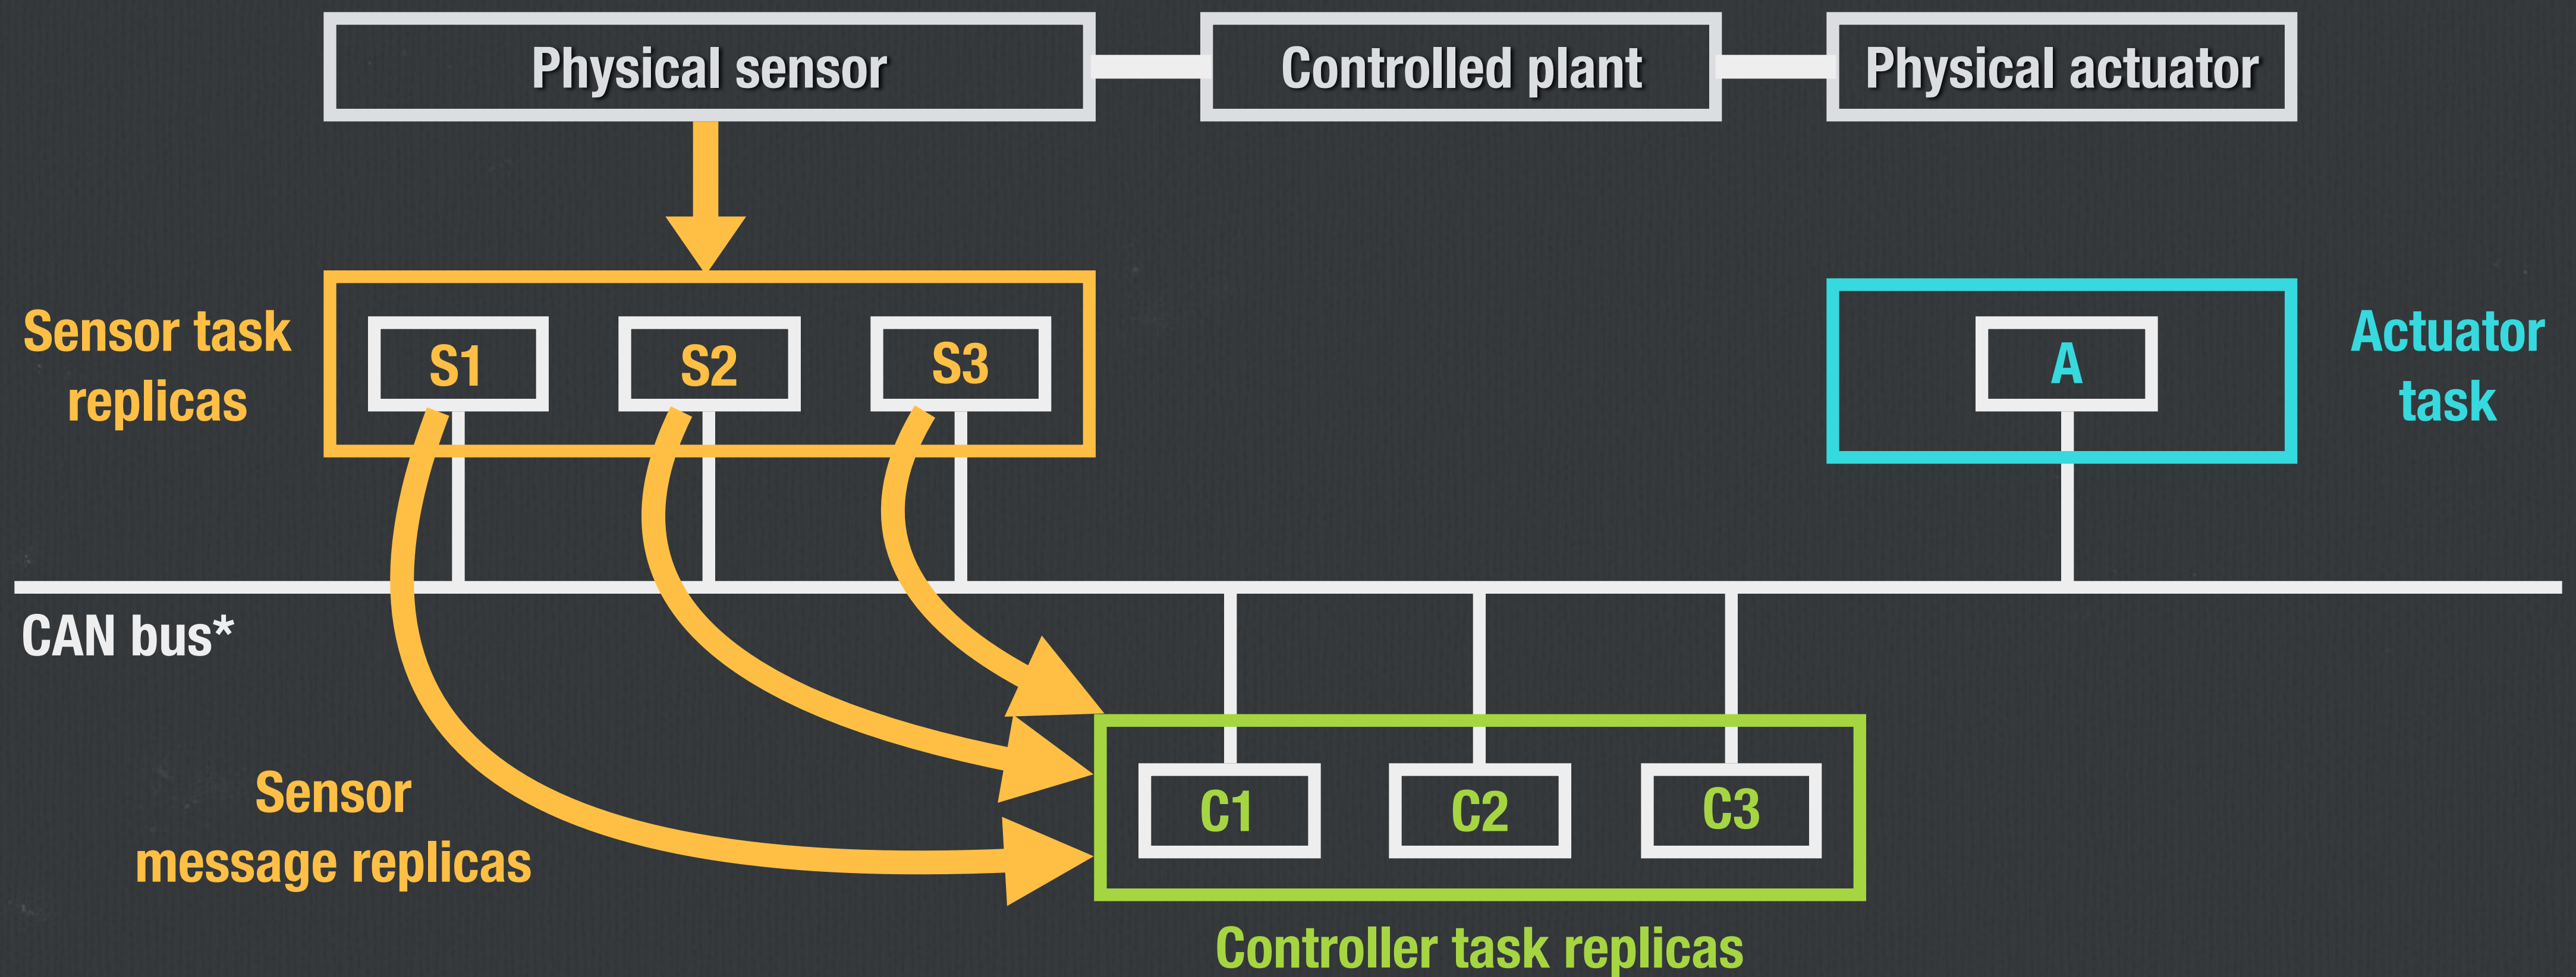 Physical sensor
Controlled plant
Physical actuator
Sensor task
replicas
S1
S2
S3
A
Actuator
task
CAN bus*
Sensor
message replicas
C1
C2
C3
Controller task replicas